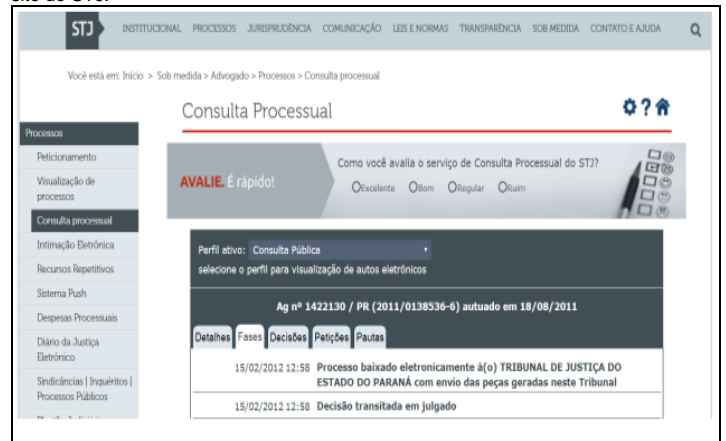 STJ
INSTITUCIONAL PROCESSOS JURISPRUDÊNCIA COMUNICAÇÃO LEIS E NORMAS TRANSPARÊNCIA SOB MEDIDA CONTATO E AJUDA
Você está em: Início > Sob medida > Advogado > Processos > Consulta processual
Consulta Processual
Processos
Peticionamento
Visualização de
processos
Consulta processual
Intimação Eletrônica
Recursos Repetitivos
Sistema Push
Despesas Processuais
Diário da Justiça
Eletrônico
Sindicâncias | Inquéritos |
Processos Públicos
AVALIE. É rápido!
Como você avalia o serviço de Consulta Processual do STJ?
Excelente Bom Regular Ruim
Perfil ativo: Consulta Pública
selecione o perfil para visualização de autos eletrônicos
Ag nº 1422130 / PR (2011/0138536-6) autuado em 18/08/2011
Detalhes Fases Decisões Petições Pautas
15/02/2012 12:58 Processo baixado eletronicamente à(o) TRIBUNAL DE JUSTIÇA DO
ESTADO DO PARANÁ com envio das peças geradas neste Tribunal
15/02/2012 12:58 Decisão transitada em julgado